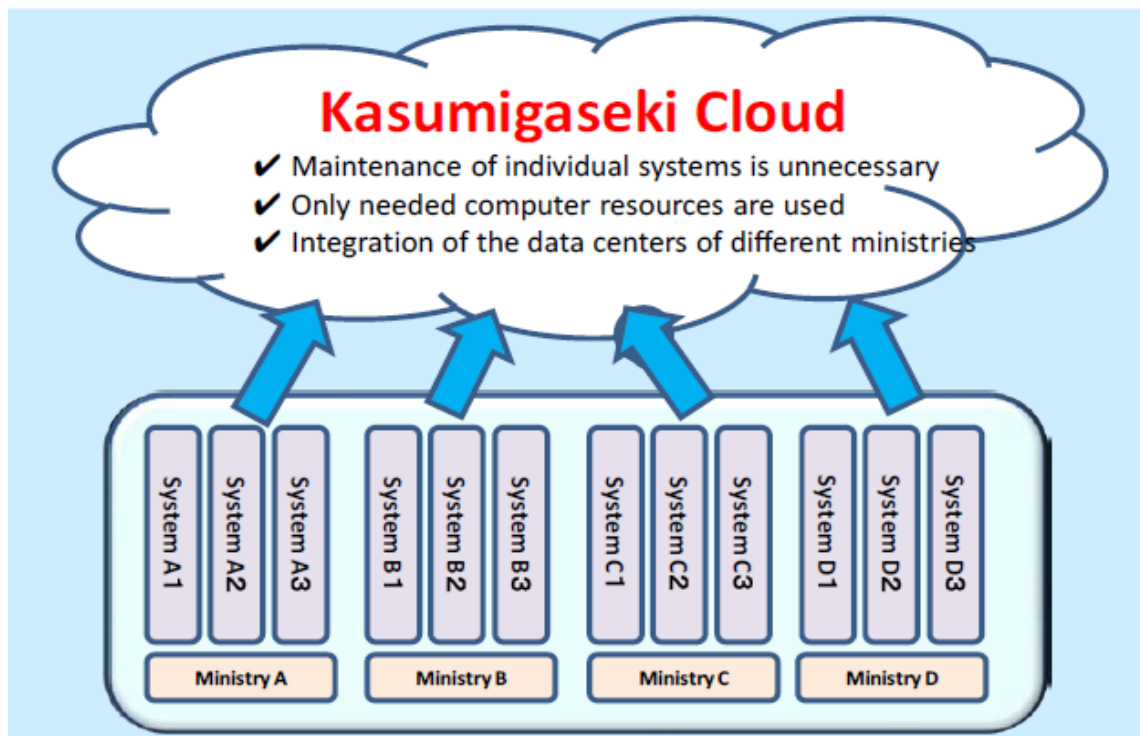 Kasumigaseki Cloud
✔ Maintenance of individual systems is unnecessary
✔ Only needed computer resources are used
✔ Integration of the data centers of different ministries
System A1
System A2
System A3
System B1
System B2
System B3
System C1
System C2
System C3
System D1
System D2
System D3
Ministry A
Ministry B
Ministry C
Ministry D